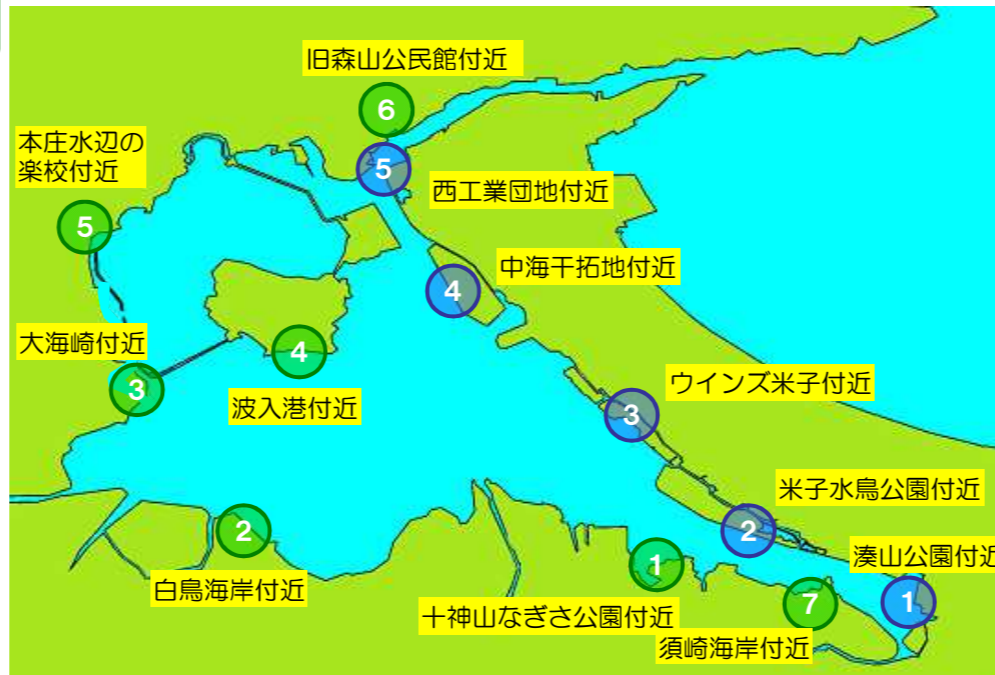 旧森山公民館付近
6
本庄水辺の
楽校付近
5
西工業団地付近
5
中海干拓地付近
4
大海崎付近
3
4
波入港付近
ウインズ米子付近
3
米子水鳥公園付近
2
2
白鳥海岸付近
湊山公園付近
1
1
十神山なぎさ公園付近
7
須崎海岸付近